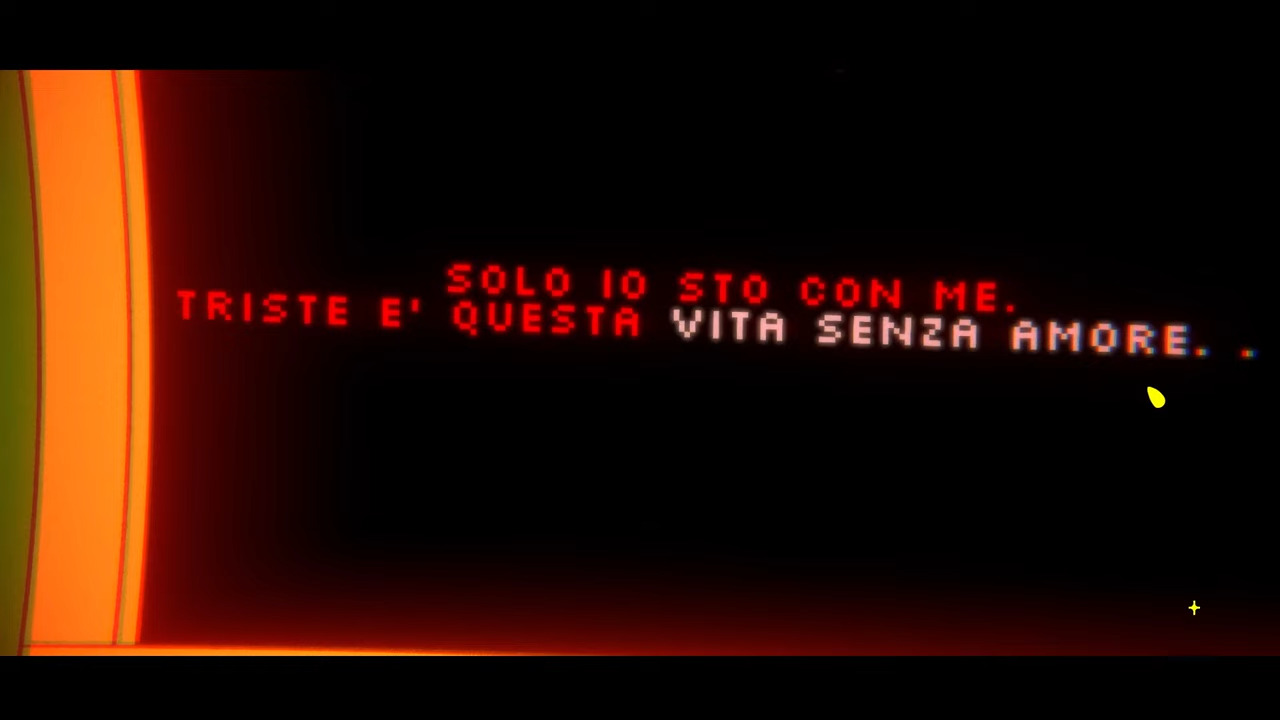 SOLO IO STO CON ME.
TRISTE E' QUESTA VITA SENZA AMORE. .